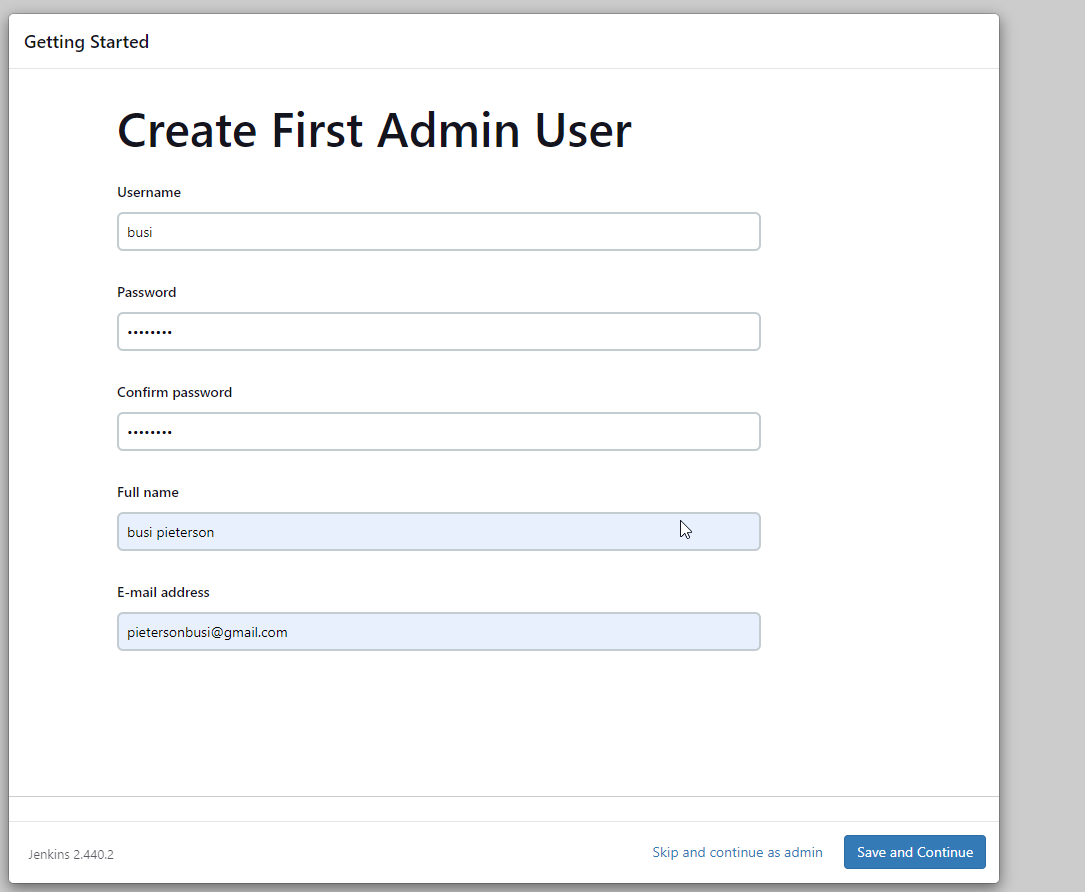 Getting Started
Create First Admin User
Username
busi
Password
••••••••
Confirm password
••••••••
Full name
busi pieterson
E-mail address
pietersonbusi@gmail.com
Jenkins 2.440.2
Skip and continue as admin
Save and Continue